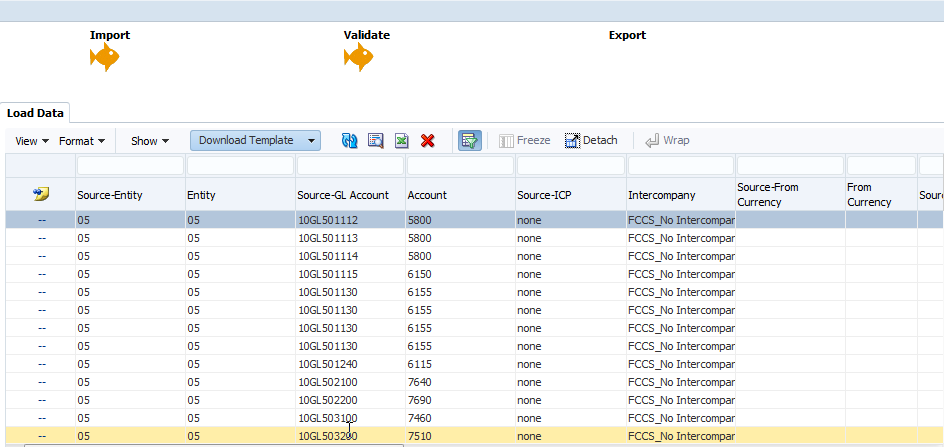 Import Validate Export
Load Data
View Format Show Download Template Freeze Detach Wrap
Source-Entity Entity Source-GL Account Account Source-ICP Intercompany Source-From Currency From Currency Sour
-- 05 05 10GL501112 5800 none FCCS_No Intercompar
-- 05 05 10GL501113 5800 none FCCS_No Intercompar
-- 05 05 10GL501114 5800 none FCCS_No Intercompar
-- 05 05 10GL501115 6150 none FCCS_No Intercompar
-- 05 05 10GL501130 6155 none FCCS_No Intercompar
-- 05 05 10GL501130 6155 none FCCS_No Intercompar
-- 05 05 10GL501130 6155 none FCCS_No Intercompar
-- 05 05 10GL501130 6155 none FCCS_No Intercompar
-- 05 05 10GL501240 6115 none FCCS_No Intercompar
-- 05 05 10GL502100 7640 none FCCS_No Intercompar
-- 05 05 10GL502200 7690 none FCCS_No Intercompar
-- 05 05 10GL503100 7460 none FCCS_No Intercompar
-- 05 05 10GL503200 7510 none FCCS_No Intercompar